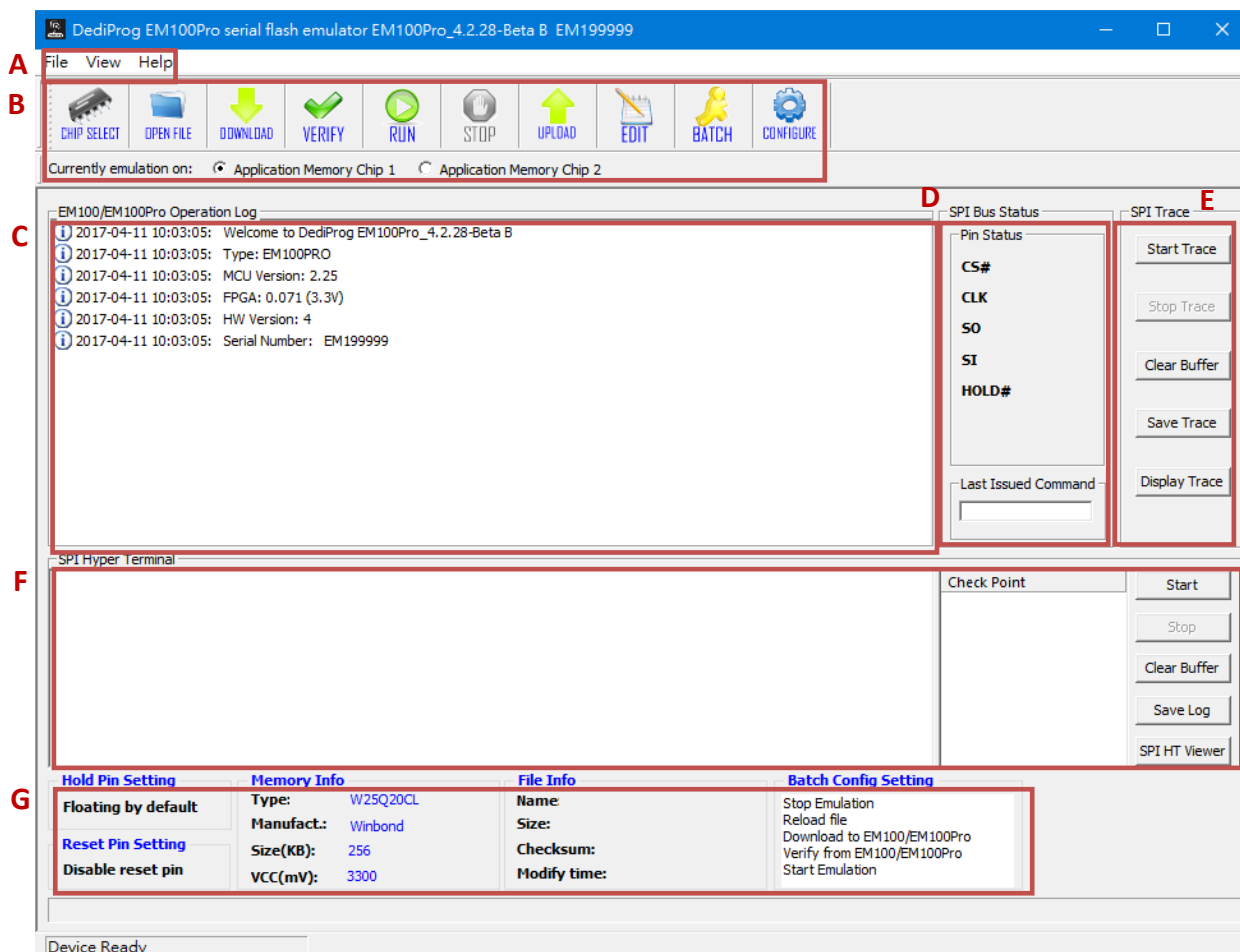 DediProg EM100Pro serial flash emulator EM100Pro_4.2.28-Beta B EM199999
A
File View Help
B
CHIP SELECT OPEN FILE DOWNLOAD VERIFY RUN STOP UPLOAD EDIT BATCH CONFIGURE
Currently emulation on: Application Memory Chip 1 Application Memory Chip 2
D
E
EM100/EM100Pro Operation Log
SPI Bus Status
SPI Trace
C
2017-04-11 10:03:05: Welcome to DediProg EM100Pro_4.2.28-Beta B
2017-04-11 10:03:05: Type: EM100PRO
2017-04-11 10:03:05: MCU Version: 2.25
2017-04-11 10:03:05: FPGA: 0.071 (3.3V)
2017-04-11 10:03:05: HW Version: 4
2017-04-11 10:03:05: Serial Number: EM199999
Pin Status
CS#
CLK
SO
SI
HOLD#
Last Issued Command
Start Trace
Stop Trace
Clear Buffer
Save Trace
Display Trace
SPI Hyper Terminal
F
Check Point
Start
Stop
Clear Buffer
Save Log
SPI HT Viewer
G
Hold Pin Setting
Floating by default
Reset Pin Setting
Disable reset pin
Memory Info
Type: W25Q20CL
Manufact.: Winbond
Size(KB): 256
VCC(mV): 3300
File Info
Name:
Size:
Checksum:
Modify time:
Batch Config Setting
Stop Emulation
Reload file
Download to EM100/EM100Pro
Verify from EM100/EM100Pro
Start Emulation
Device Ready